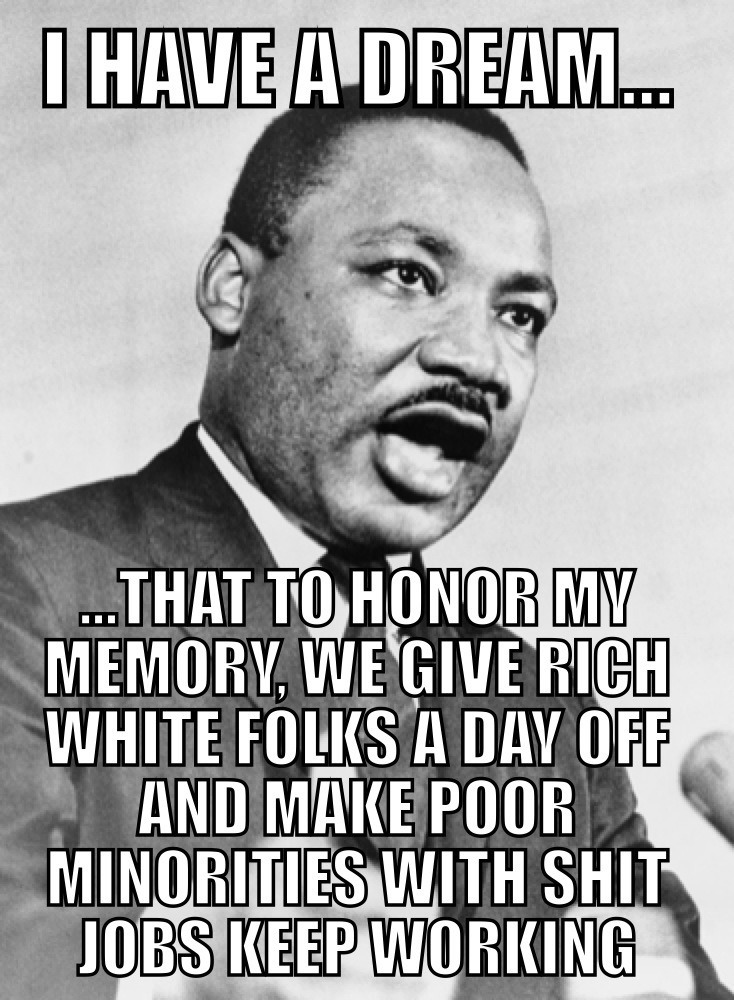 I HAVE A DREAM...
...THAT TO HONOR MY
MEMORY, WE GIVE RICH
WHITE FOLKS A DAY OFF
AND MAKE POOR
MINORITIES WITH SHIT
JOBS KEEP WORKING